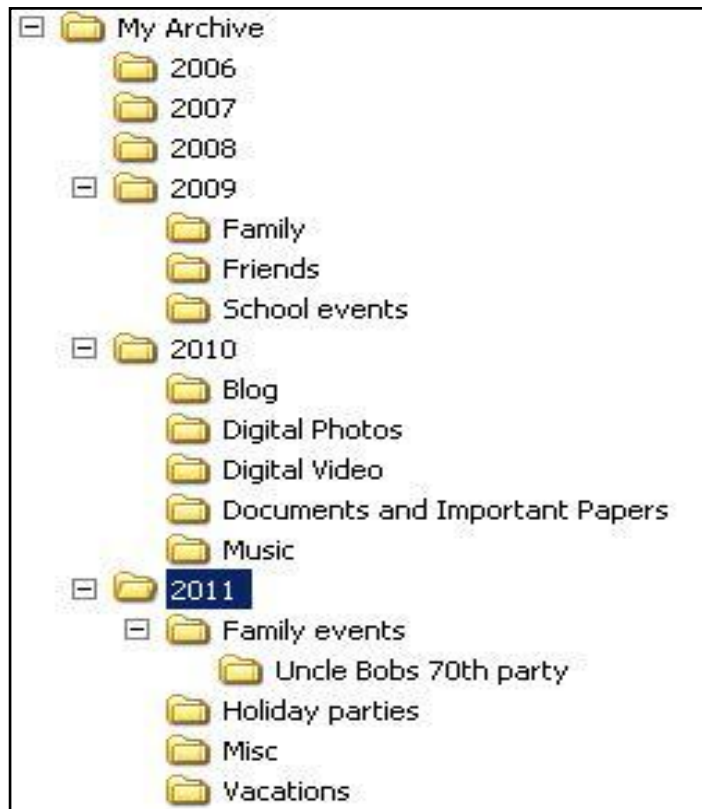 My Archive
2006
2007
2008
2009
Family
Friends
School events
2010
Blog
Digital Photos
Digital Video
Documents and Important Papers
Music
2011
Family events
Uncle Bobs 70th party
Holiday parties
Misc
Vacations